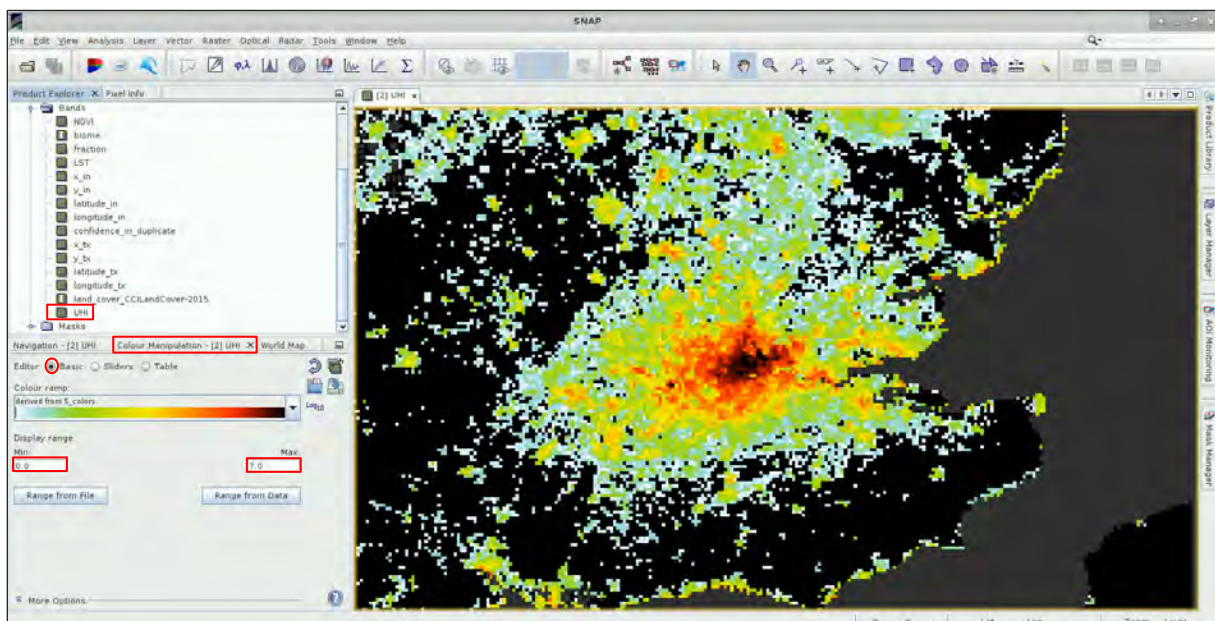 SNAP
File Edit View Analysis Layer Vector Raster Optical Radar Tools Window Help
Product Explorer X Pixel Info
[2] UHI
Bands
NDVI
biome
fraction
LST
x_in
y_in
latitude_in
longitude_in
confidence_in_duplicate
x_tx
y_tx
latitude_tx
longitude_tx
land_cover_CCILandCover-2015
UHI
Masks
Navigation - [2] UHI Colour Manipulation - [2] UHI X World Map
Editor Basic Sliders Table
Colour ramp:
derived from 5_colors
Log10
Display range
Min: Max:
0.0 7.0
Range from File Range from Data
More Options
Product Library
Layer Manager
AOI Monitoring
Mask Manager